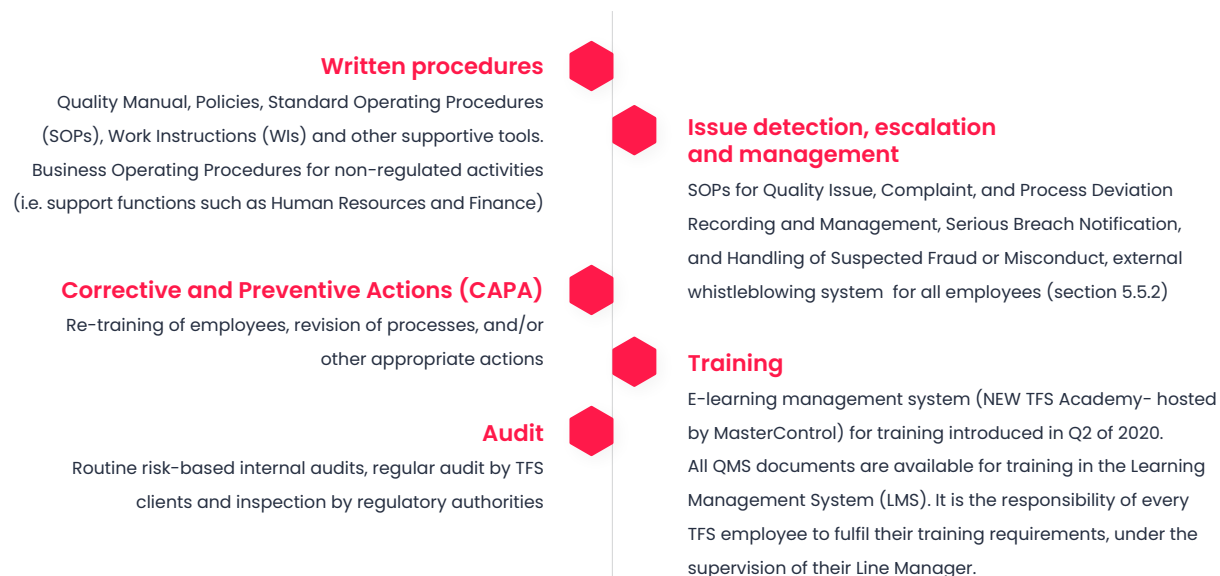 Written procedures
Quality Manual, Policies, Standard Operating Procedures
(SOPs), Work Instructions (WIs) and other supportive tools.
Business Operating Procedures for non-regulated activities
(i.e. support functions such as Human Resources and Finance)
Issue detection, escalation
and management
SOPs for Quality Issue, Complaint, and Process Deviation
Recording and Management, Serious Breach Notification,
and Handling of Suspected Fraud or Misconduct, external
whistleblowing system  for all employees (section 5.5.2)
Corrective and Preventive Actions (CAPA)
Re-training of employees, revision of processes, and/or
other appropriate actions
Training
E-learning management system (NEW TFS Academy- hosted
by MasterControl) for training introduced in Q2 of 2020.
All QMS documents are available for training in the Learning
Management System (LMS). It is the responsibility of every
TFS employee to fulfil their training requirements, under the
supervision of their Line Manager.
Audit
Routine risk-based internal audits, regular audit by TFS
clients and inspection by regulatory authorities